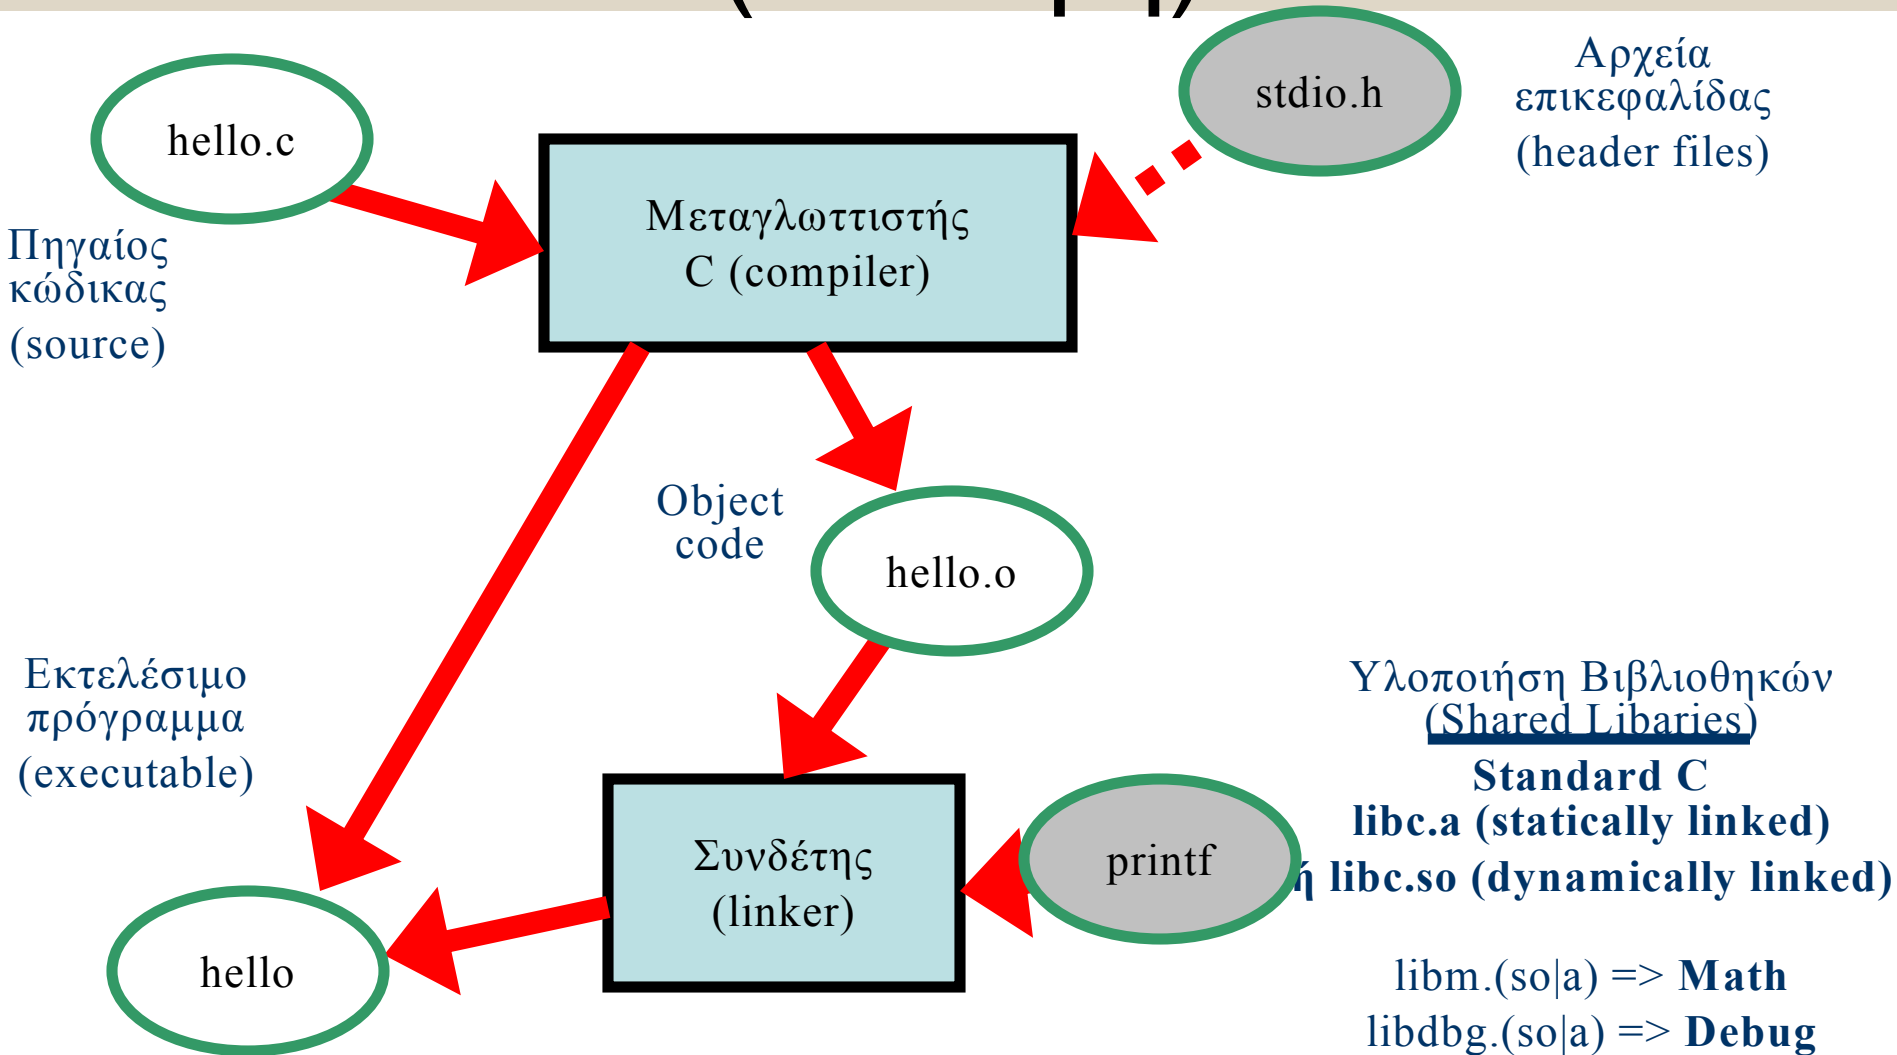 hello.c
stdio.h
Αρχεία
επικεφαλίδας
(header files)
Μεταγλωττιστής
C (compiler)
Πηγαίος
κώδικας
(source)
Object
code
hello.o
Εκτελέσιμο
πρόγραμμα
(executable)
Υλοποιήση Βιβλιοθηκών
(Shared Libaries)
Standard C
libc.a (statically linked)
ή libc.so (dynamically linked)
Συνδέτης
(linker)
printf
hello
libm.(so|a) => Math
libdbg.(so|a) => Debug